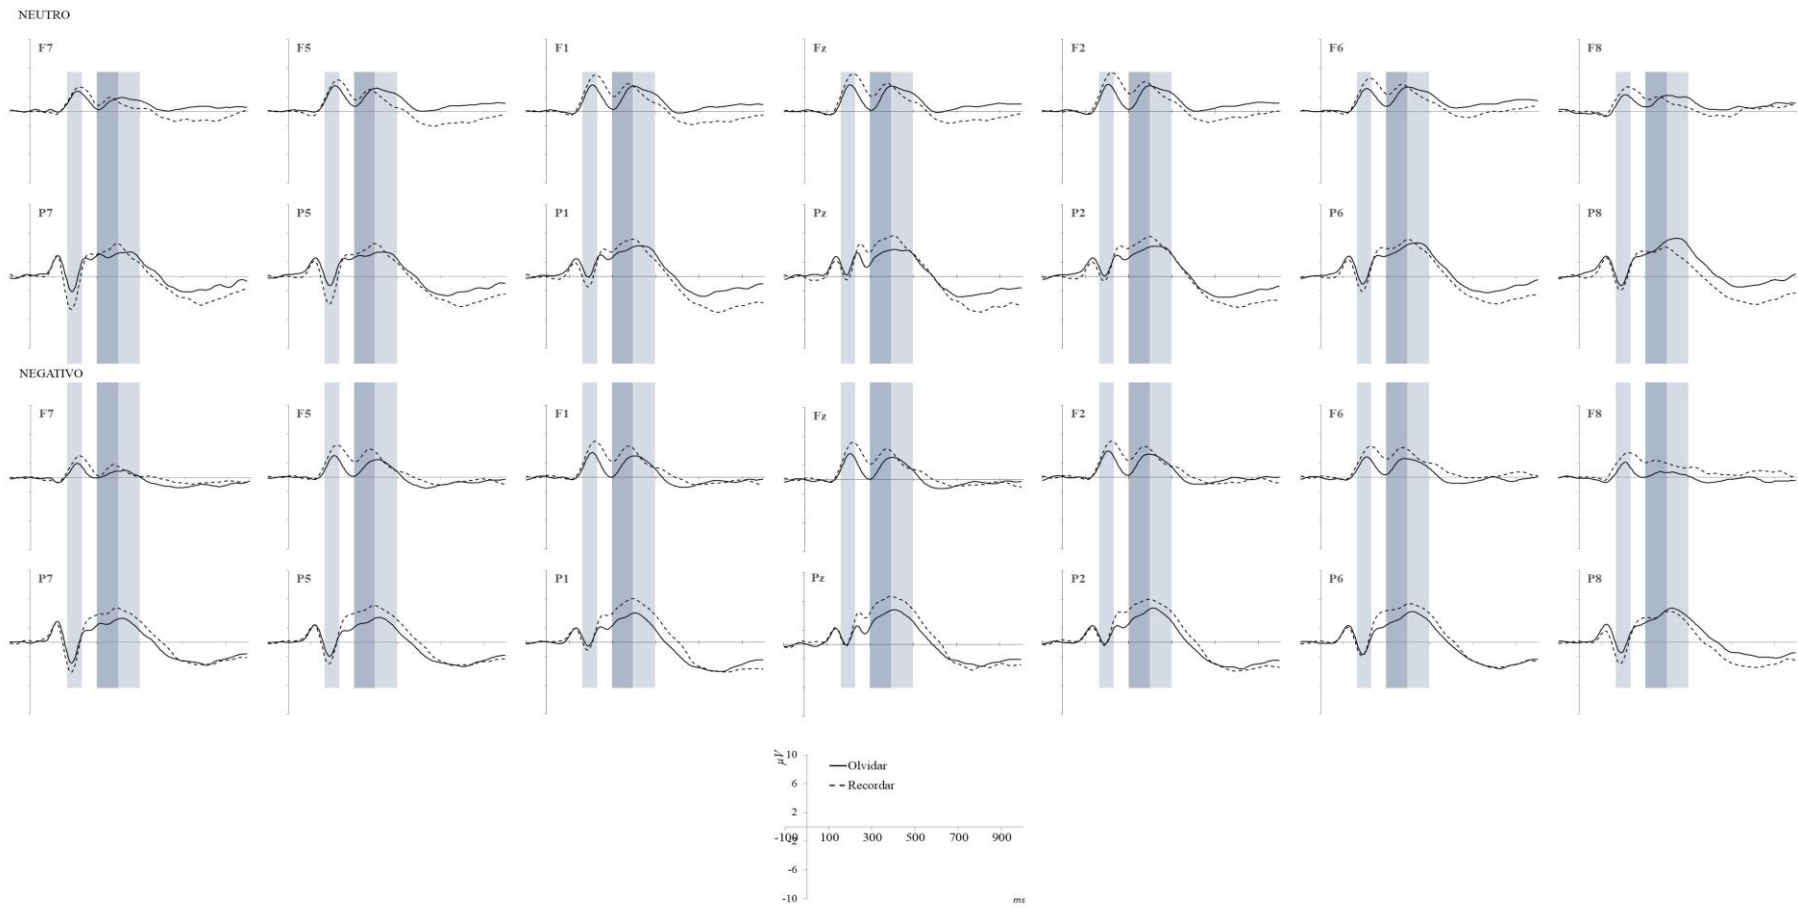 NEUTRO
F7 F5 F1 Fz F2 F6 F8
P7 P5 P1 Pz P2 P6 P8
NEGATIVO
F7 F5 F1 Fz F2 F6 F8
P7 P5 P1 Pz P2 P6 P8
µV
10
Olvidar
6
Recordar
2
-100 100 300 500 700 900
-2
-6
-10
ms